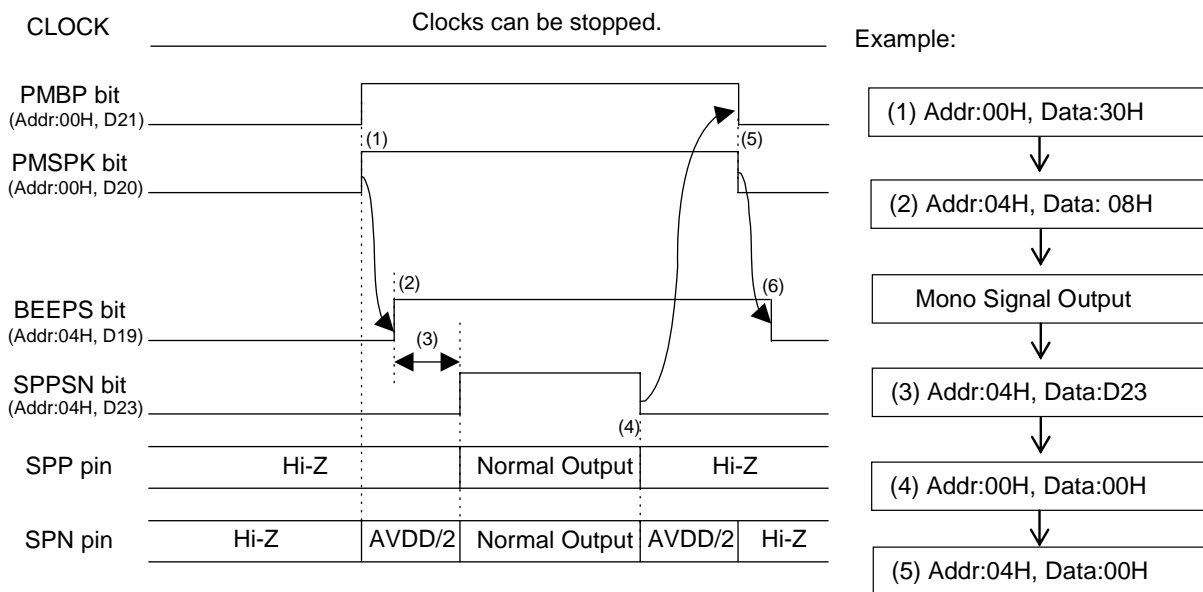 CLOCK
Clocks can be stopped.
Example:
PMBP bit
(Addr:00H, D21)
(1)
(5)
PMSPK bit
(Addr:00H, D20)
BEEPS bit
(Addr:04H, D19)
(2)
(6)
(3)
SPPSN bit
(Addr:04H, D23)
(4)
SPP pin
Hi-Z
Normal Output
Hi-Z
SPN pin
Hi-Z
AVDD/2
Normal Output
AVDD/2
Hi-Z
(1) Addr:00H, Data:30H
(2) Addr:04H, Data: 08H
Mono Signal Output
(3) Addr:04H, Data:D23
(4) Addr:00H, Data:00H
(5) Addr:04H, Data:00H